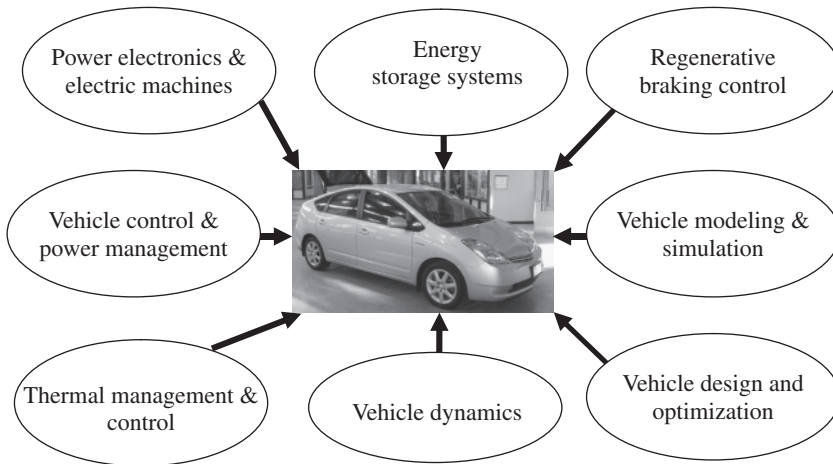 Power electronics &
electric machines
Energy
storage systems
Regenerative
braking control
Vehicle control &
power management
Vehicle modeling &
simulation
Thermal management &
control
Vehicle dynamics
Vehicle design and
optimization